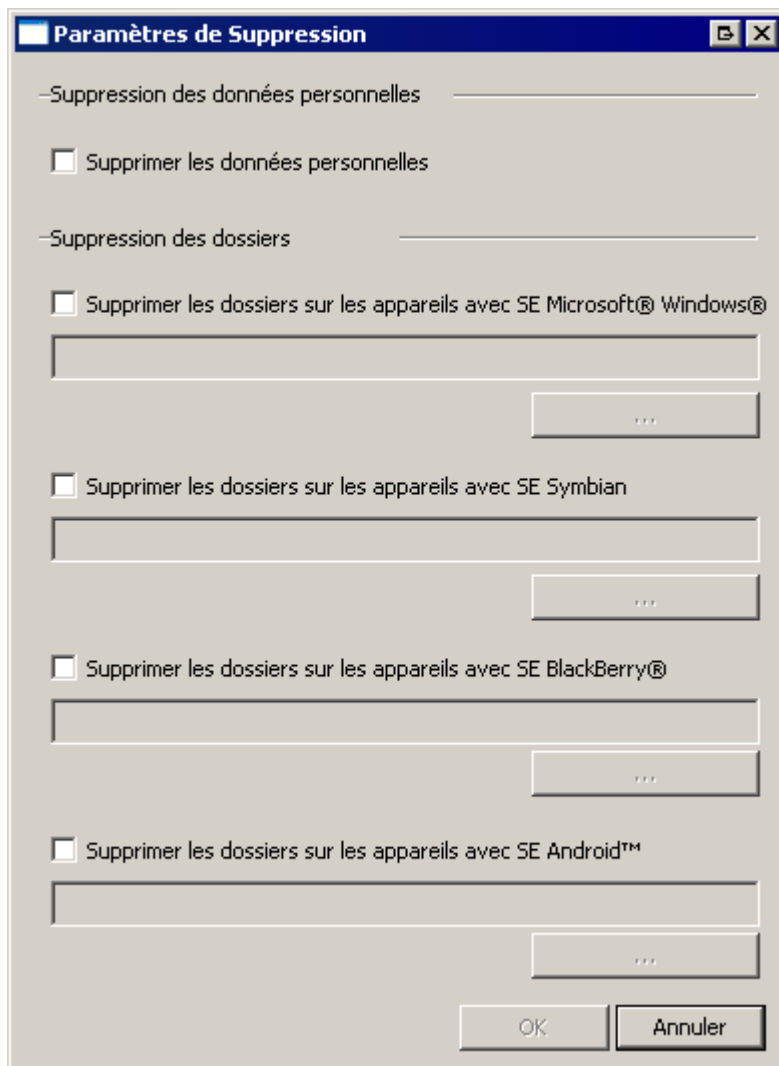 Paramètres de Suppression
Suppression des données personnelles
Supprimer les données personnelles
Suppression des dossiers
Supprimer les dossiers sur les appareils avec SE Microsoft® Windows®
...
Supprimer les dossiers sur les appareils avec SE Symbian
...
Supprimer les dossiers sur les appareils avec SE BlackBerry®
...
Supprimer les dossiers sur les appareils avec SE Android™
...
OK Annuler